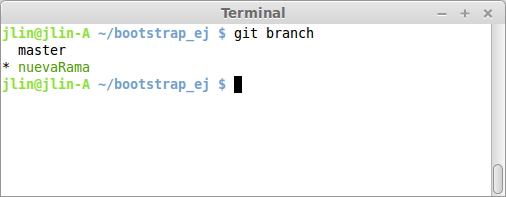 Terminal
jlin@jlin-A ~/bootstrap_ej $ git branch
  master
* nuevaRama
jlin@jlin-A ~/bootstrap_ej $